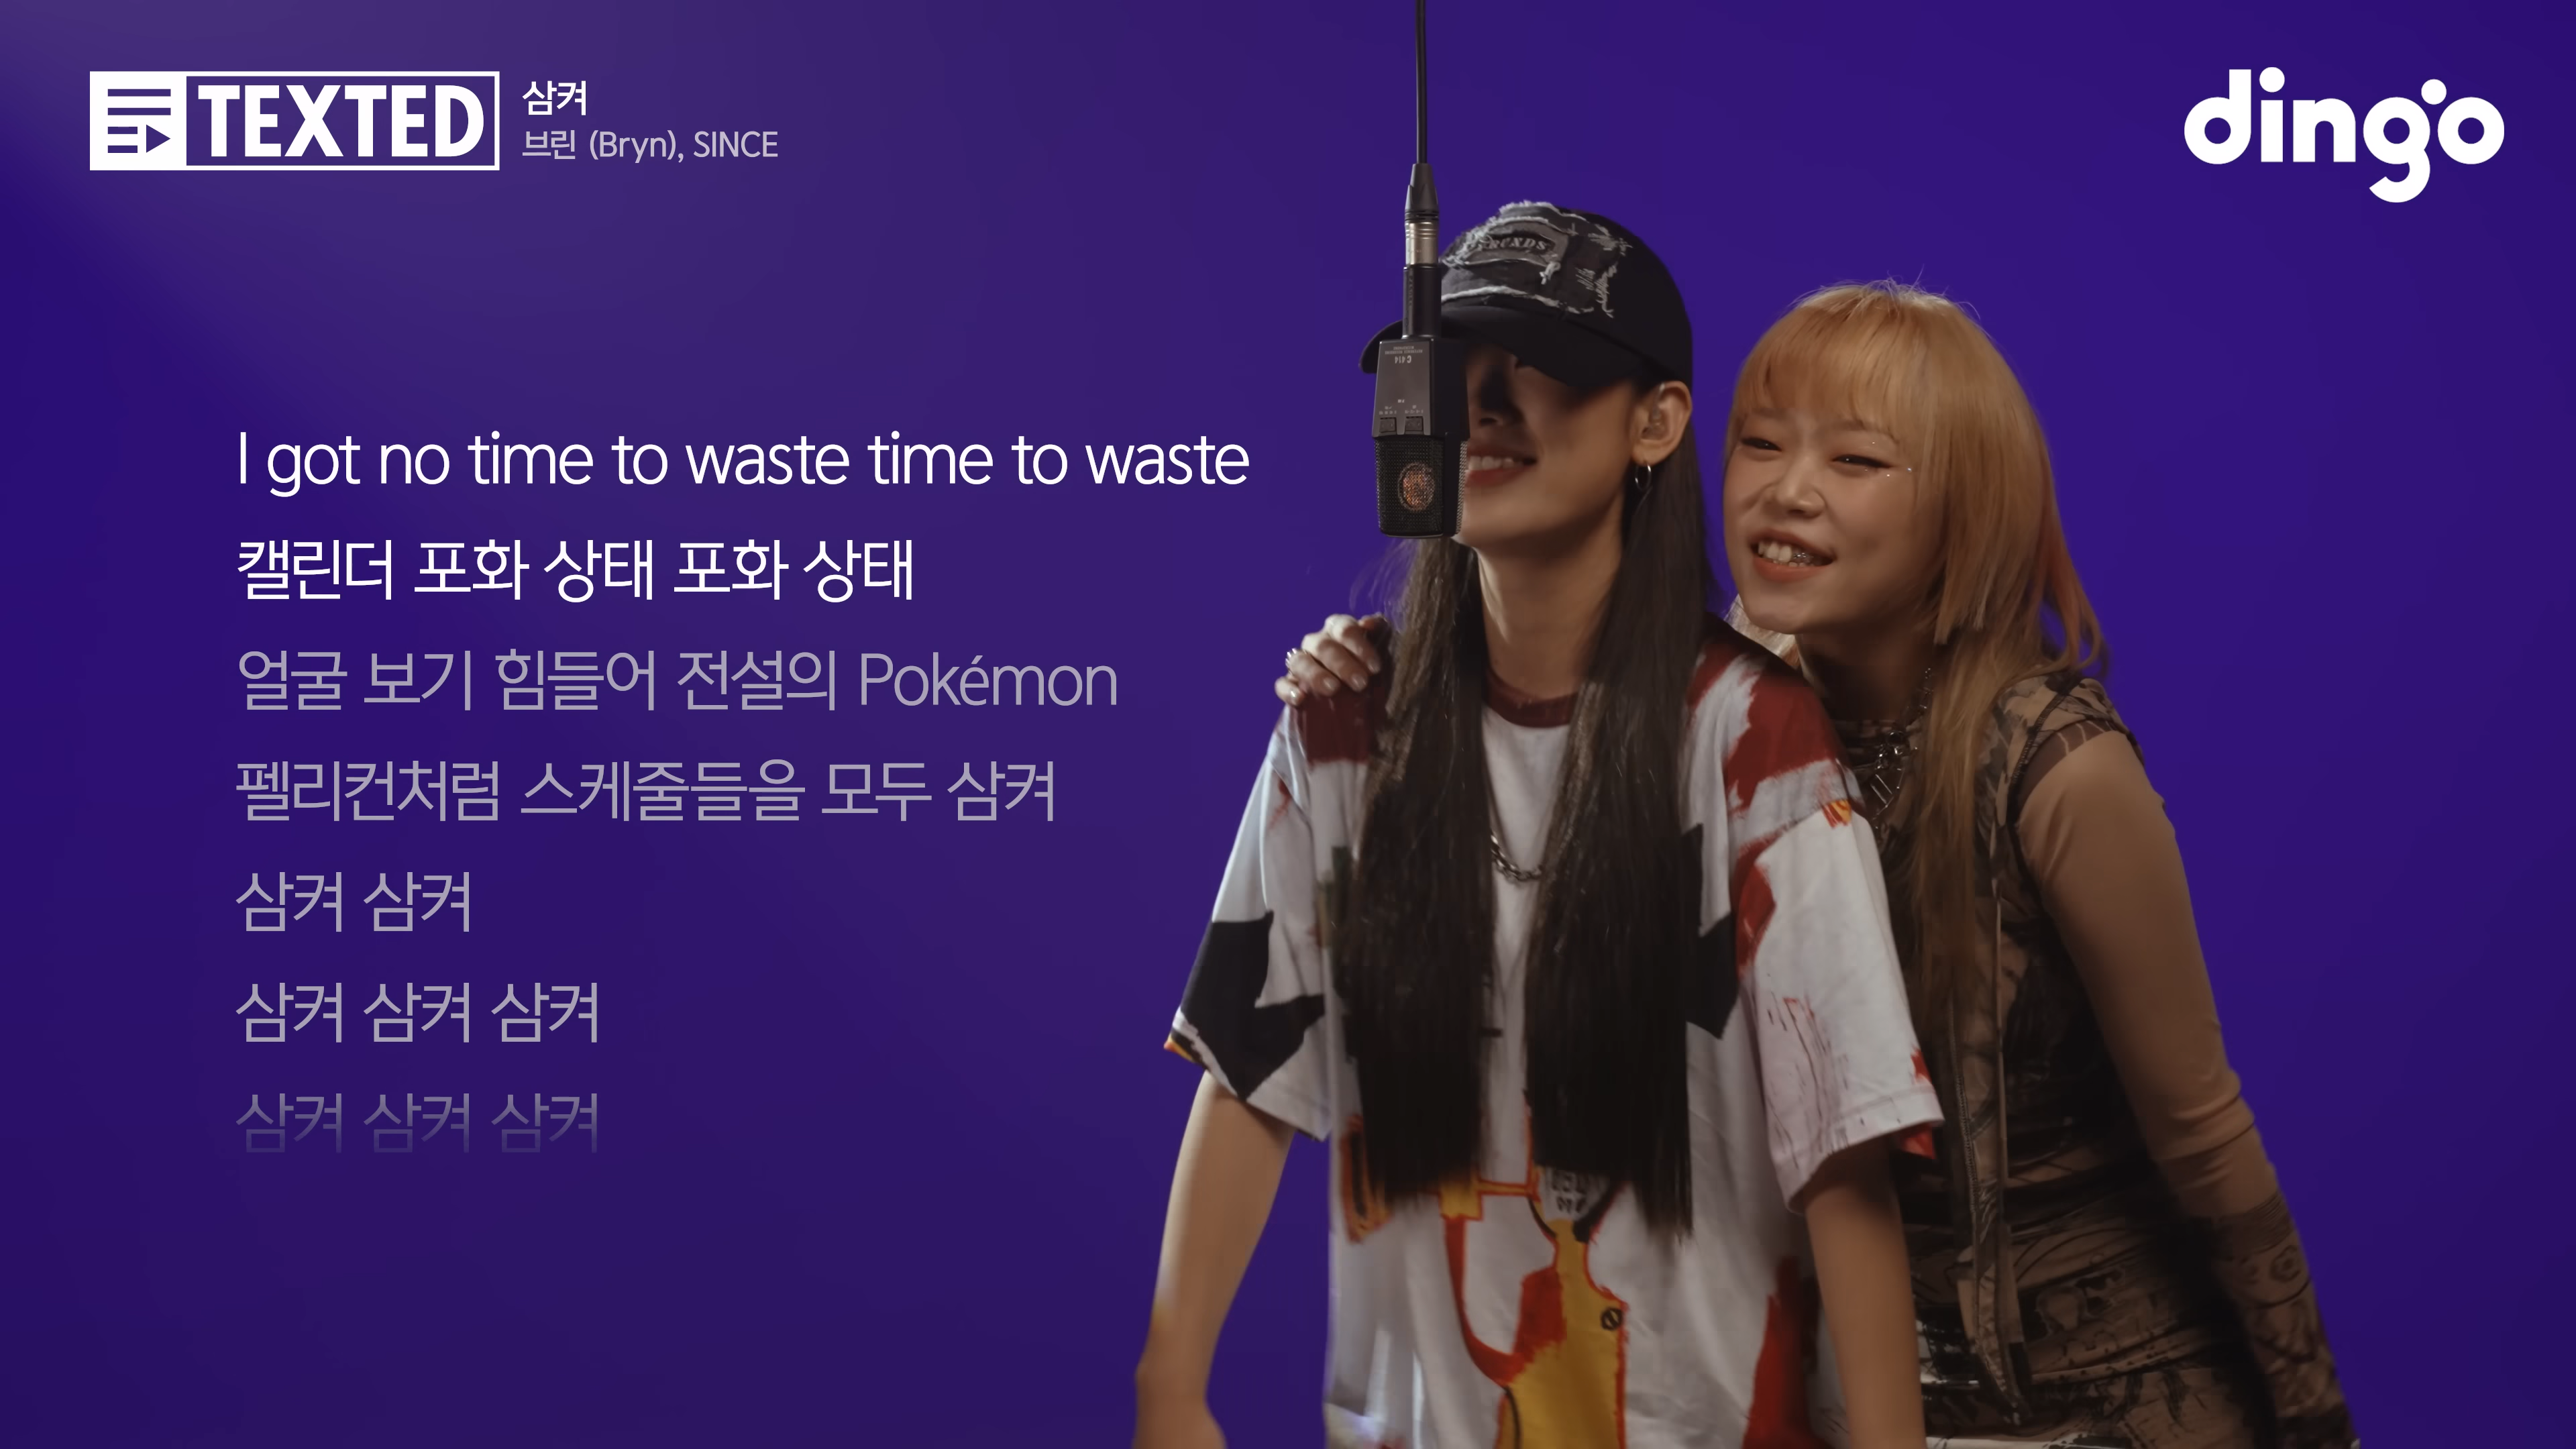 TEXTED
삼켜
브린 (Bryn), SINCE
dingo
I got no time to waste time to waste
캘린더 포화 상태 포화 상태
얼굴 보기 힘들어 전설의 Pokémon
펠리컨처럼 스케줄들을 모두 삼켜
삼켜 삼켜
삼켜 삼켜 삼켜
삼켜 삼켜 삼켜
C414